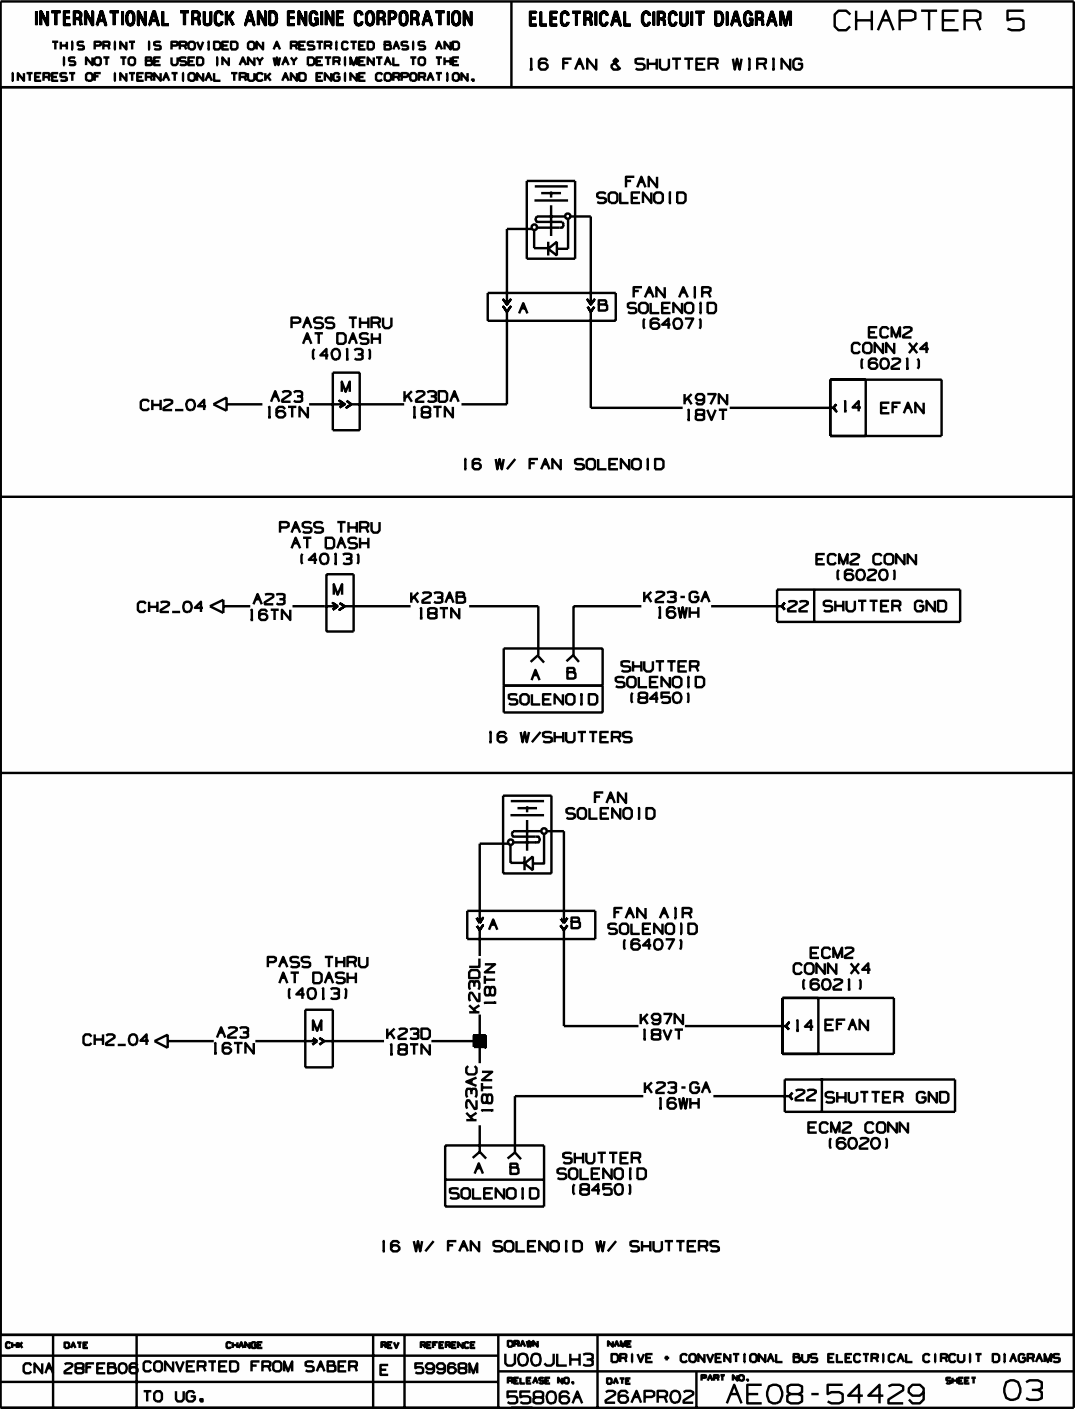 INTERNATIONAL TRUCK AND ENGINE CORPORATION
THIS PRINT IS PROVIDED ON A RESTRICTED BASIS AND
IS NOT TO BE USED IN ANY WAY DETRIMENTAL TO THE
INTEREST OF INTERNATIONAL TRUCK AND ENGINE CORPORATION.
ELECTRICAL CIRCUIT DIAGRAM
CHAPTER 5
16 FAN & SHUTTER WIRING
FAN
SOLENOID
FAN AIR
SOLENOID
(6407)
A
B
PASS THRU
AT DASH
(4013)
M
CH2_04
A23
16TN
K23DA
18TN
K97N
18VT
ECM2
CONN X4
(6021)
14
EFAN
16 W/ FAN SOLENOID
PASS THRU
AT DASH
(4013)
M
CH2_04
A23
16TN
K23AB
18TN
K23-GA
16WH
ECM2 CONN
(6020)
22
SHUTTER GND
A
B
SOLENOID
SHUTTER
SOLENOID
(8450)
16 W/SHUTTERS
FAN
SOLENOID
A
B
FAN AIR
SOLENOID
(6407)
PASS THRU
AT DASH
(4013)
M
CH2_04
A23
16TN
K23D
18TN
K23DL
18TN
K23AC
18TN
K97N
18VT
ECM2
CONN X4
(6021)
14
EFAN
K23-GA
16WH
22
SHUTTER GND
ECM2 CONN
(6020)
A
B
SOLENOID
SHUTTER
SOLENOID
(8450)
16 W/ FAN SOLENOID W/ SHUTTERS
CHK
DATE
CHANGE
REV
REFERENCE
DRAWN
NAME
CNA
28FEB06
CONVERTED FROM SABER
E
59968M
U00JLH3
DRIVE • CONVENTIONAL BUS ELECTRICAL CIRCUIT DIAGRAMS
TO UG.
RELEASE NO.
55806A
DATE
26APR02
PART NO.
AE08-54429
SHEET
03